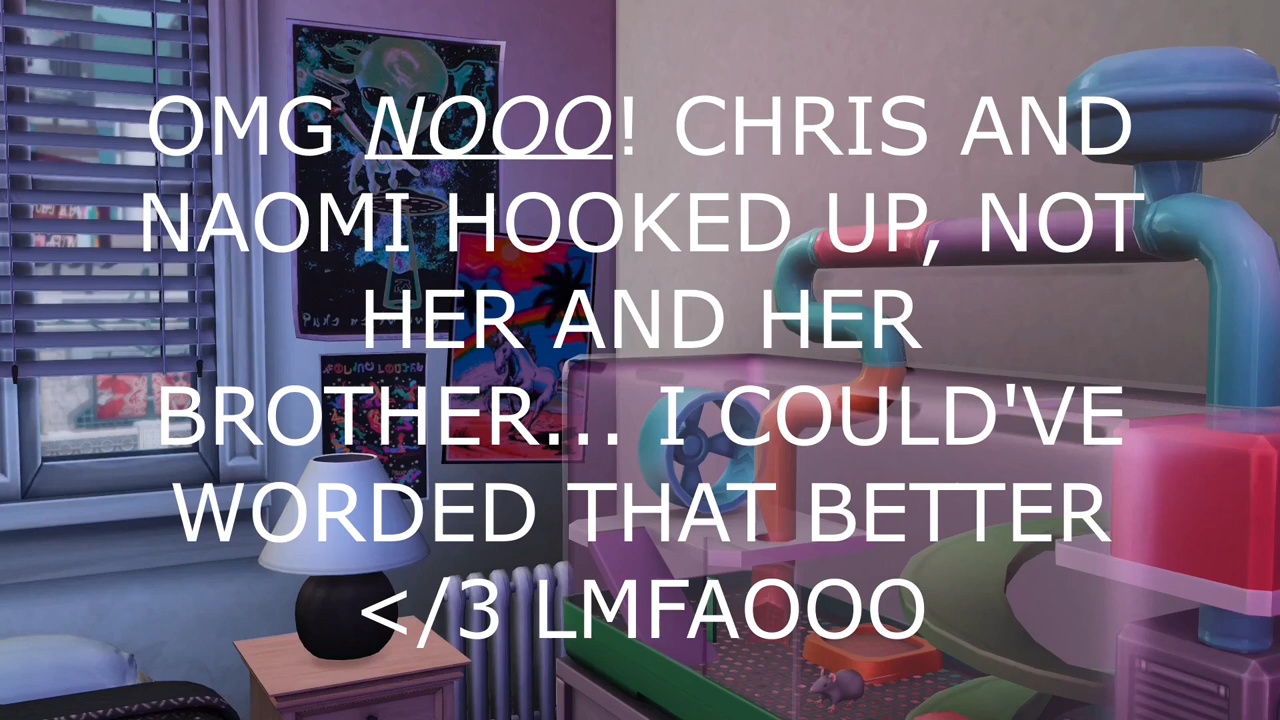 OMG NOOO! CHRIS AND
NAOMI HOOKED UP, NOT
HER AND HER
BROTHER... I COULD'VE
WORDED THAT BETTER
</3 LMFAOOO